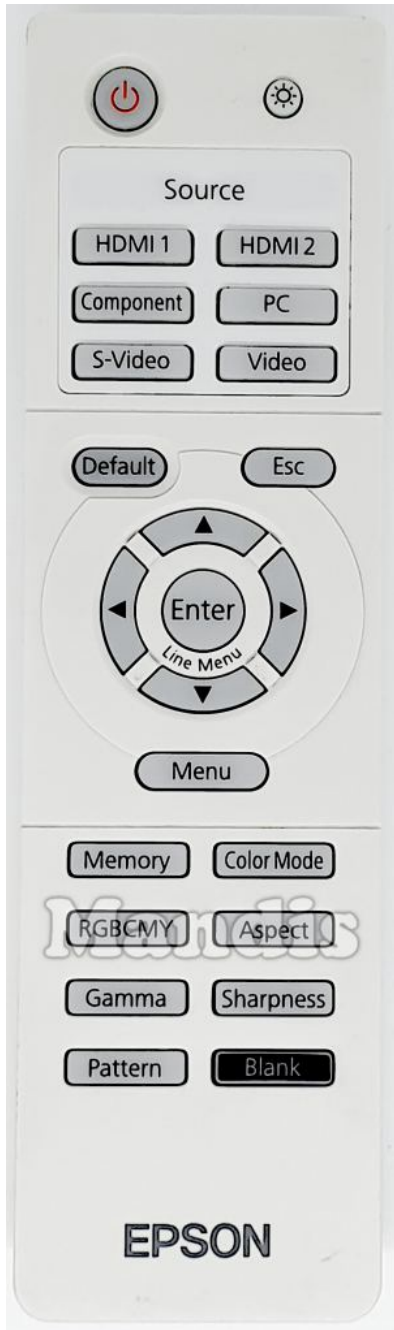 Source
HDMI 1 HDMI 2
Component PC
S-Video Video
Default Esc
Enter
Line Menu
Menu
Memory Color Mode
RGBCMY Aspect
Mandis
Gamma Sharpness
Pattern Blank
EPSON